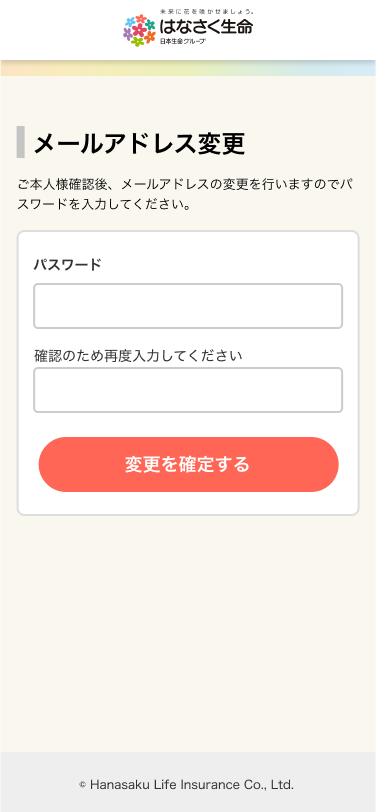 未来に花を咲かせましょう。
はなさく生命
日本生命グループ
メールアドレス変更
ご本人様確認後、メールアドレスの変更を行いますのでパ
スワードを入力してください。
パスワード
確認のため再度入力してください
変更を確定する
© Hanasaku Life Insurance Co., Ltd.